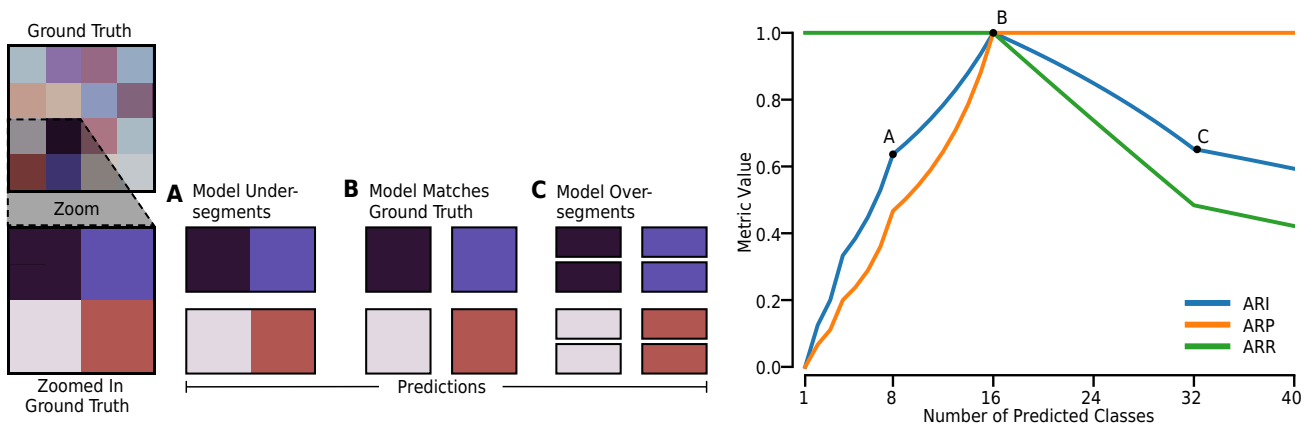 Ground Truth
Zoom
Zoomed In
Ground Truth
A Model Under-
segments
B Model Matches
Ground Truth
C Model Over-
segments
Predictions
Metric Value
1.0
0.8
0.6
0.4
0.2
0.0
A
B
C
ARI
ARP
ARR
1 8 16 24 32 40
Number of Predicted Classes